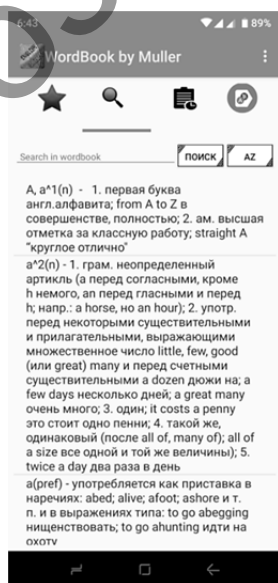 6:43 89%
WordBook by Muller
Search in wordbook ПОИСК AZ
A, a^1(n) - 1. первая буква
англ.алфавита; from A to Z в
совершенстве, полностью; 2. ам. высшая
отметка за классную работу; straight A
"круглое отлично"
a^2(n) - 1. грам. неопределенный
артикль (a перед согласными, кроме
h немого, an перед гласными и перед
h; напр.: a horse, но an hour); 2. употр.
перед некоторыми существительными
и прилагательными, выражающими
множественное число little, few, good
(или great) many и перед счетными
существительными a dozen дюжи на; a
few days несколько дней; a great many
очень много; 3. один; it costs a penny
это стоит одно пенни; 4. такой же,
одинаковый (после all of, many of); all of
a size все одной и той же величины); 5.
twice a day два раза в день
a(pref) - употребляется как приставка в
наречиях: abed; alive; afoot; ashore и т.
п. и в выражениях типа: to go abegging
нищенствовать; to go ahunting идти на
охоту